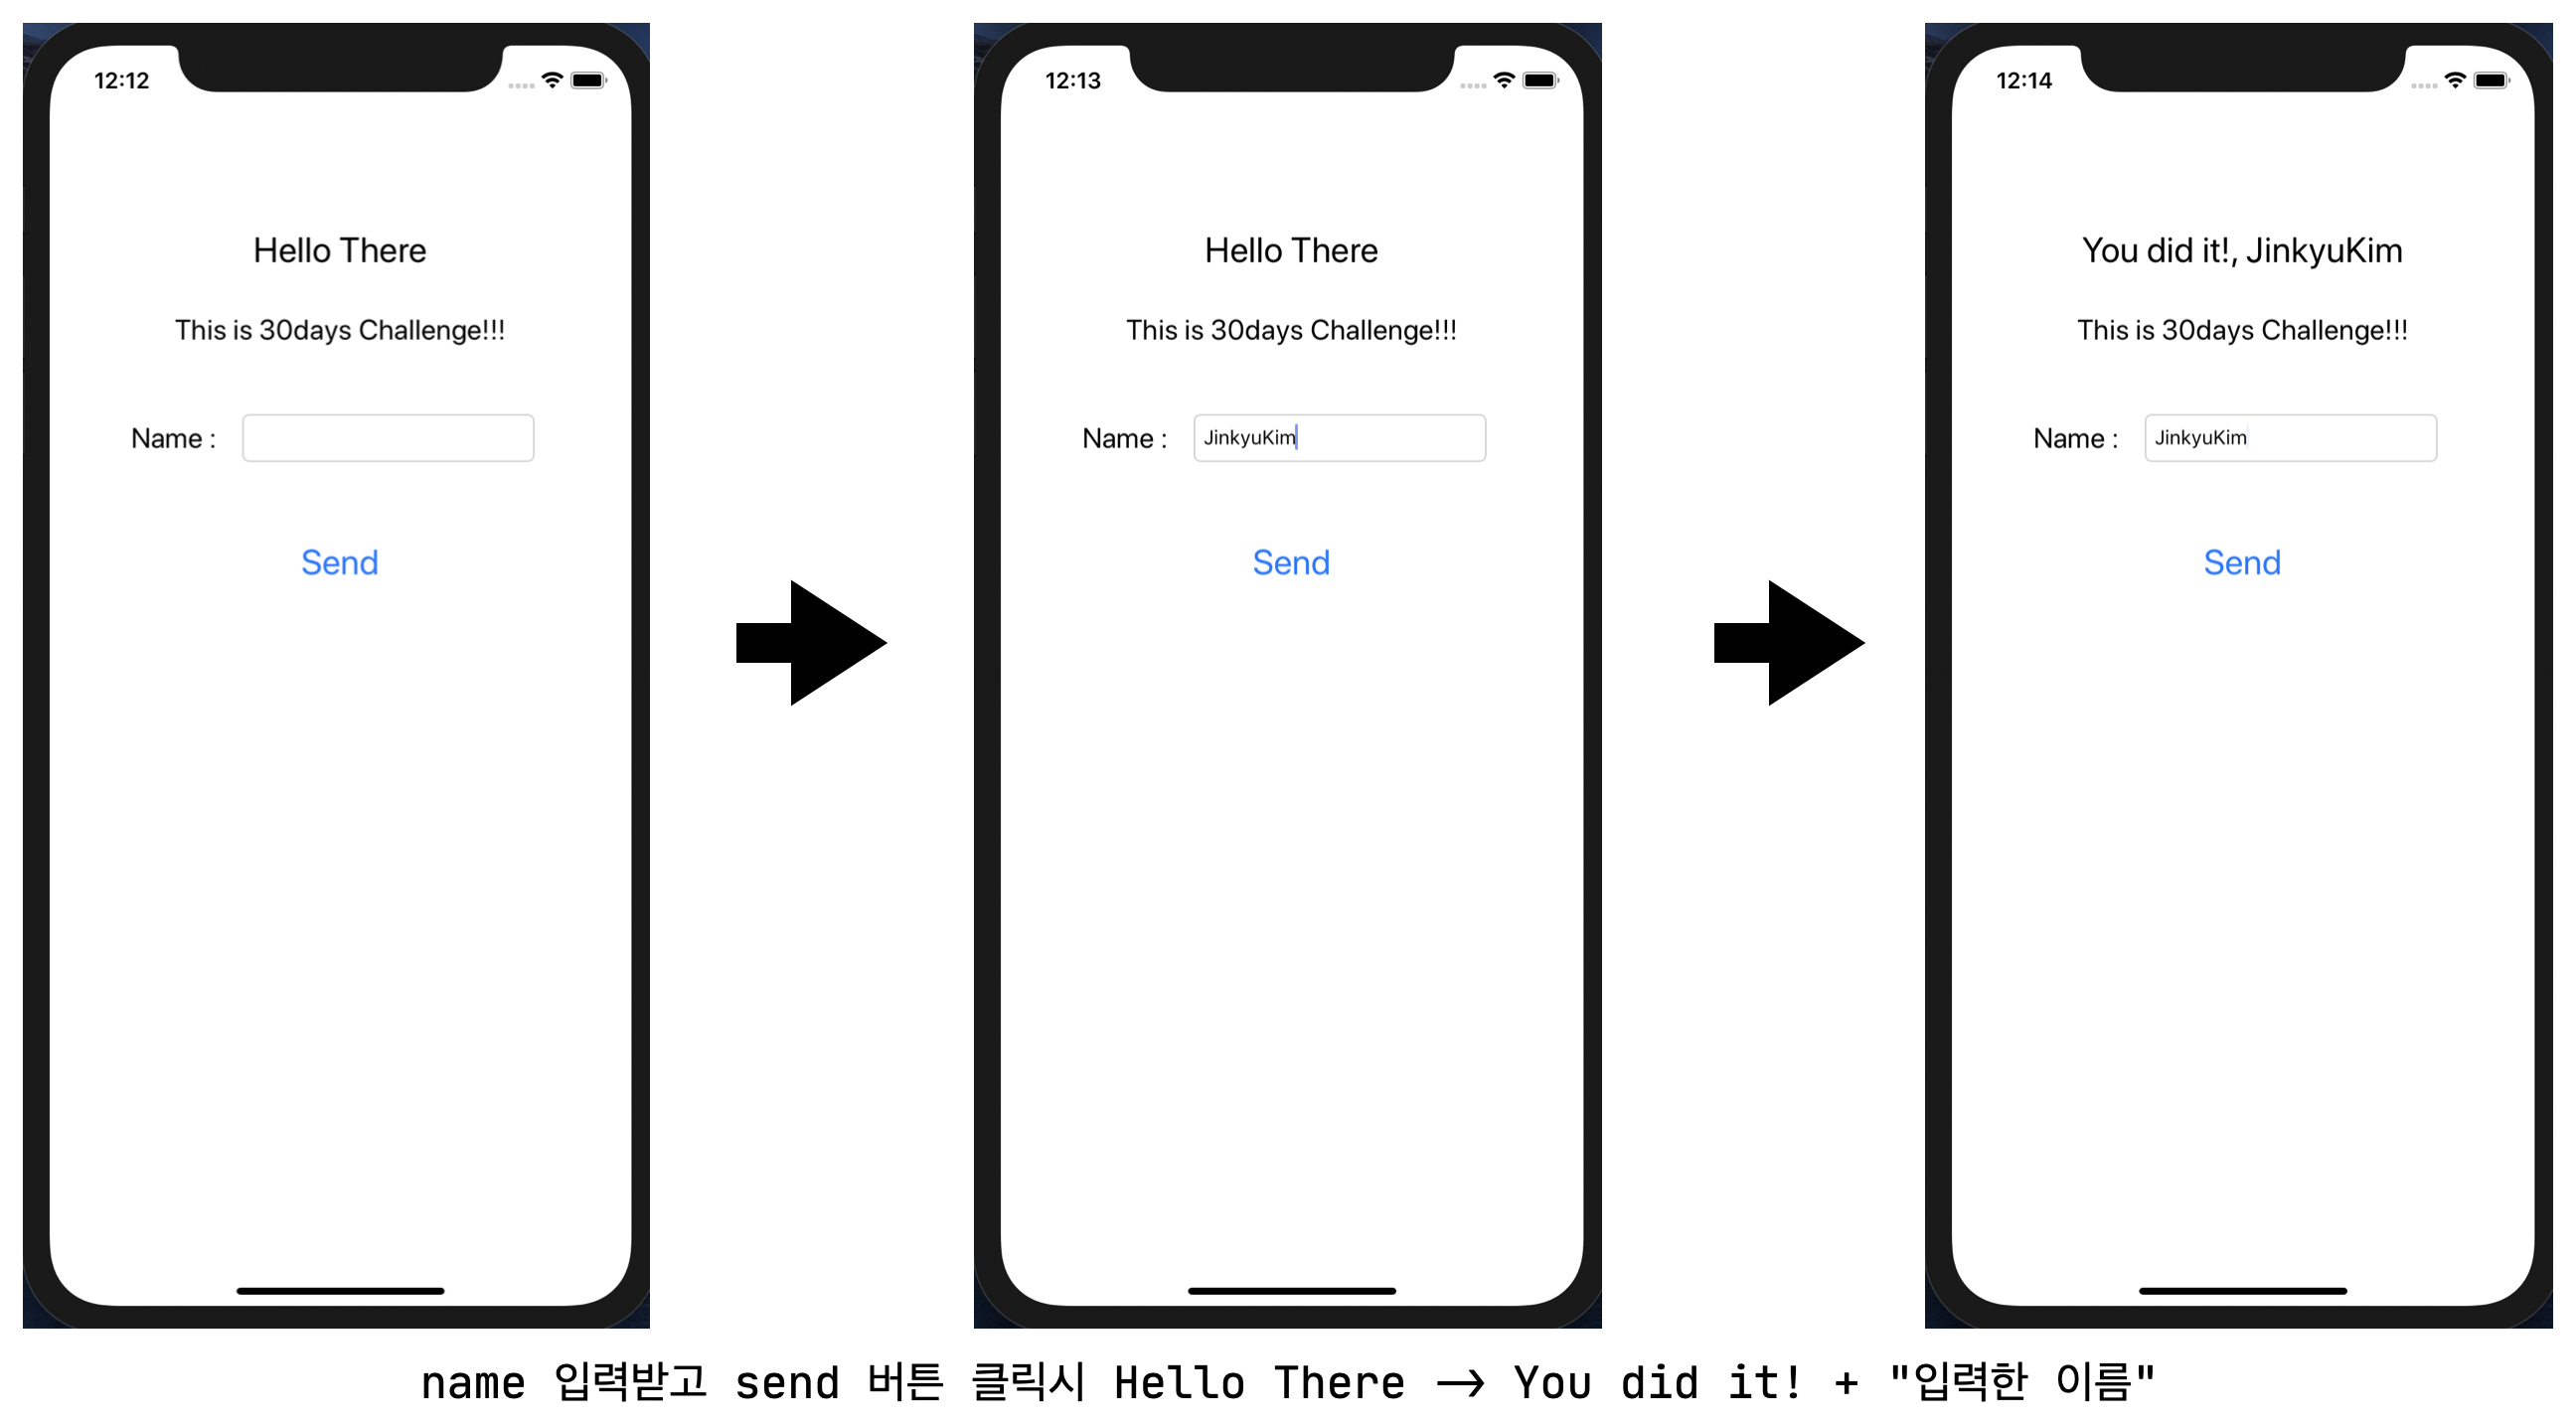 12:12
Hello There
This is 30days Challenge!!!
Name :
Send
12:13
Hello There
This is 30days Challenge!!!
Name : JinkyuKim
Send
12:14
You did it!, JinkyuKim
This is 30days Challenge!!!
Name : JinkyuKim
Send
name 입력받고 send 버튼 클릭시 Hello There -> You did it! + "입력한 이름"